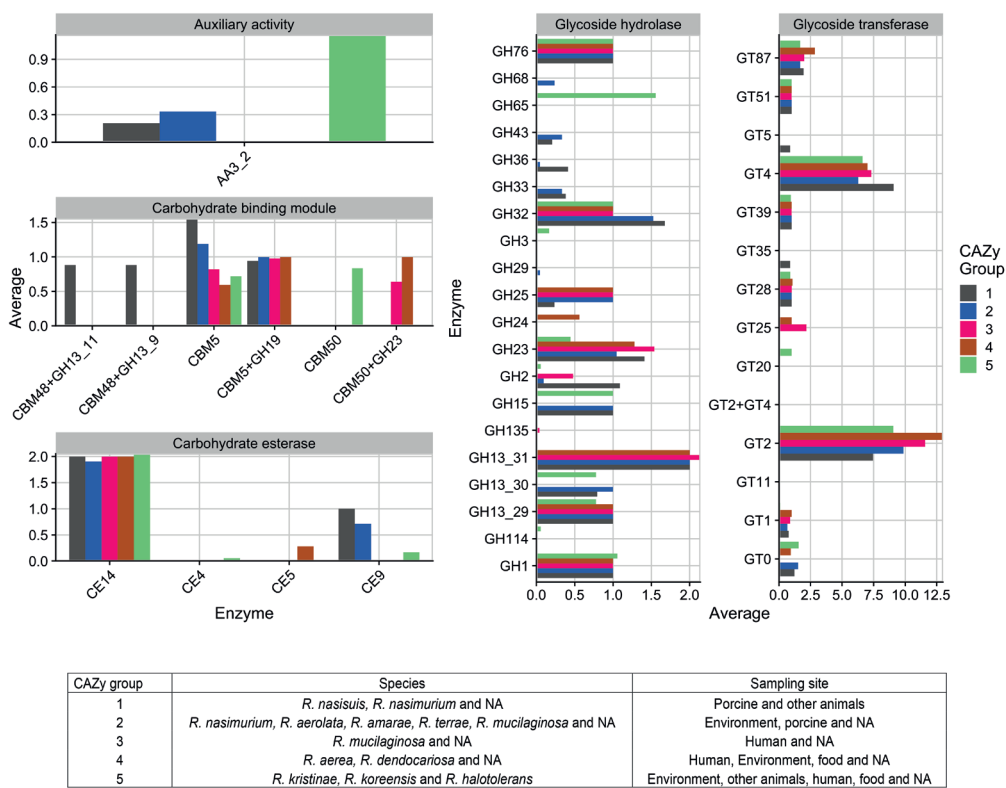 Auxiliary activity
0.9
0.6
0.3
0.0
AA3_2
Carbohydrate binding module
1.5
1.0
0.5
0.0
CBM48+GH13_11
CBM48+GH13_9
CBM5
CBM5+GH19
CBM50
CBM50+GH23
Average
Carbohydrate esterase
2.0
1.5
1.0
0.5
0.0
CE14
CE4
CE5
CE9
Enzyme
Glycoside hydrolase
GH76
GH68
GH65
GH43
GH36
GH33
GH32
GH3
GH29
GH25
GH24
GH23
GH2
GH15
GH135
GH13_31
GH13_30
GH13_29
GH114
GH1
0.0 0.5 1.0 1.5 2.0
Enzyme
Glycoside transferase
GT87
GT51
GT5
GT4
GT39
GT35
GT28
GT25
GT20
GT2+GT4
GT2
GT11
GT1
GT0
0.0 2.5 5.0 7.5 10.0 12.5
Average
CAZy
Group
1
2
3
4
5
CAZy group Species Sampling site
1 R. nasisuis, R. nasimurium and NA Porcine and other animals
2 R. nasimurium, R. aerolata, R. amarae, R. terrae, R. mucilaginosa and NA Environment, porcine and NA
3 R. mucilaginosa and NA Human and NA
4 R. aerea, R. dendocariosa and NA Human, Environment, food and NA
5 R. kristinae, R. koreensis and R. halotolerans Environment, other animals, human, food and NA